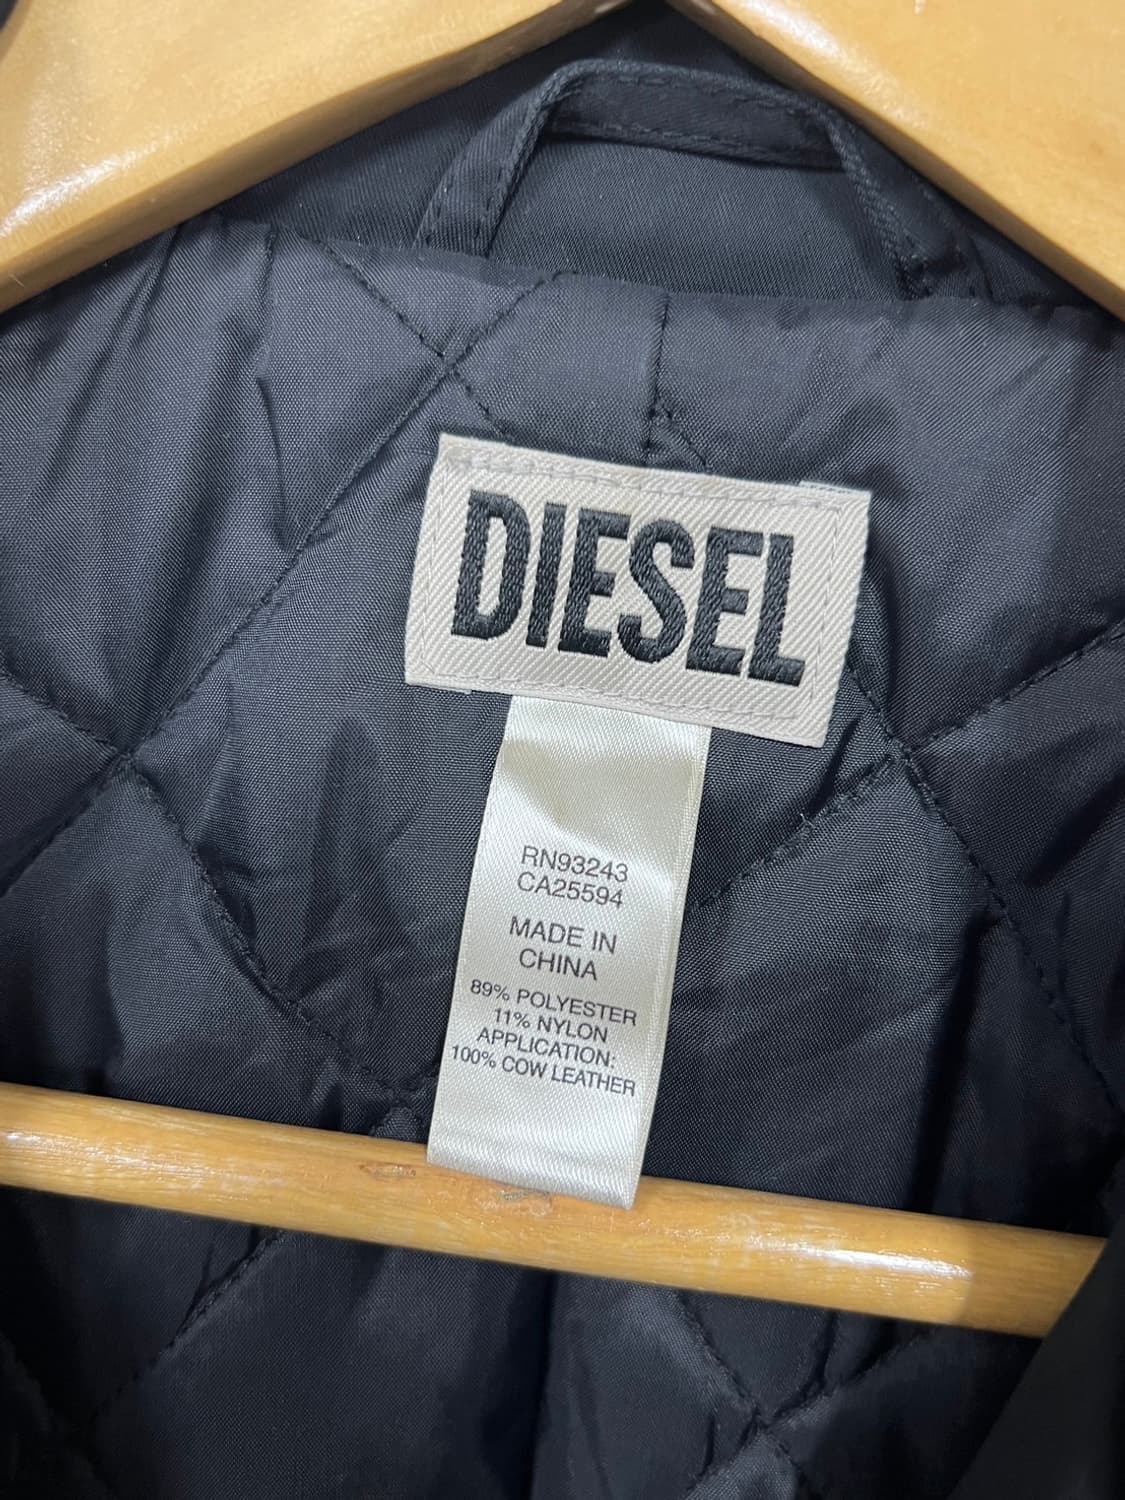 DIESEL
RN93243
CA25594
MADE IN
CHINA
89% POLYESTER
11% NYLON
APPLICATION:
100% COW LEATHER